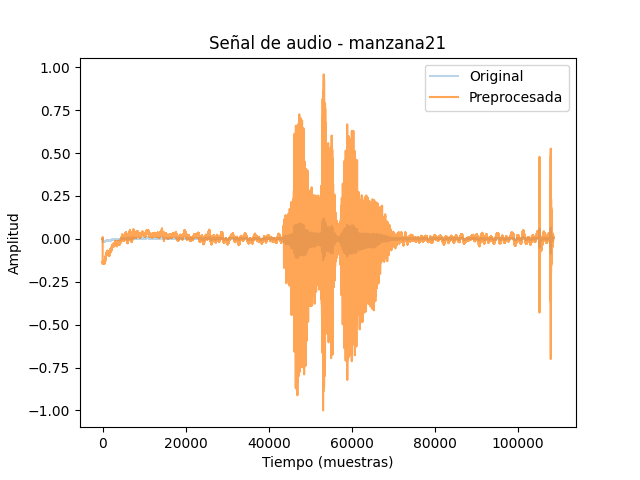 Señal de audio - manzana21
Original
Preprocesada
1.00
0.75
0.50
0.25
0.00
−0.25
−0.50
−0.75
−1.00
Amplitud
0 20000 40000 60000 80000 100000
Tiempo (muestras)